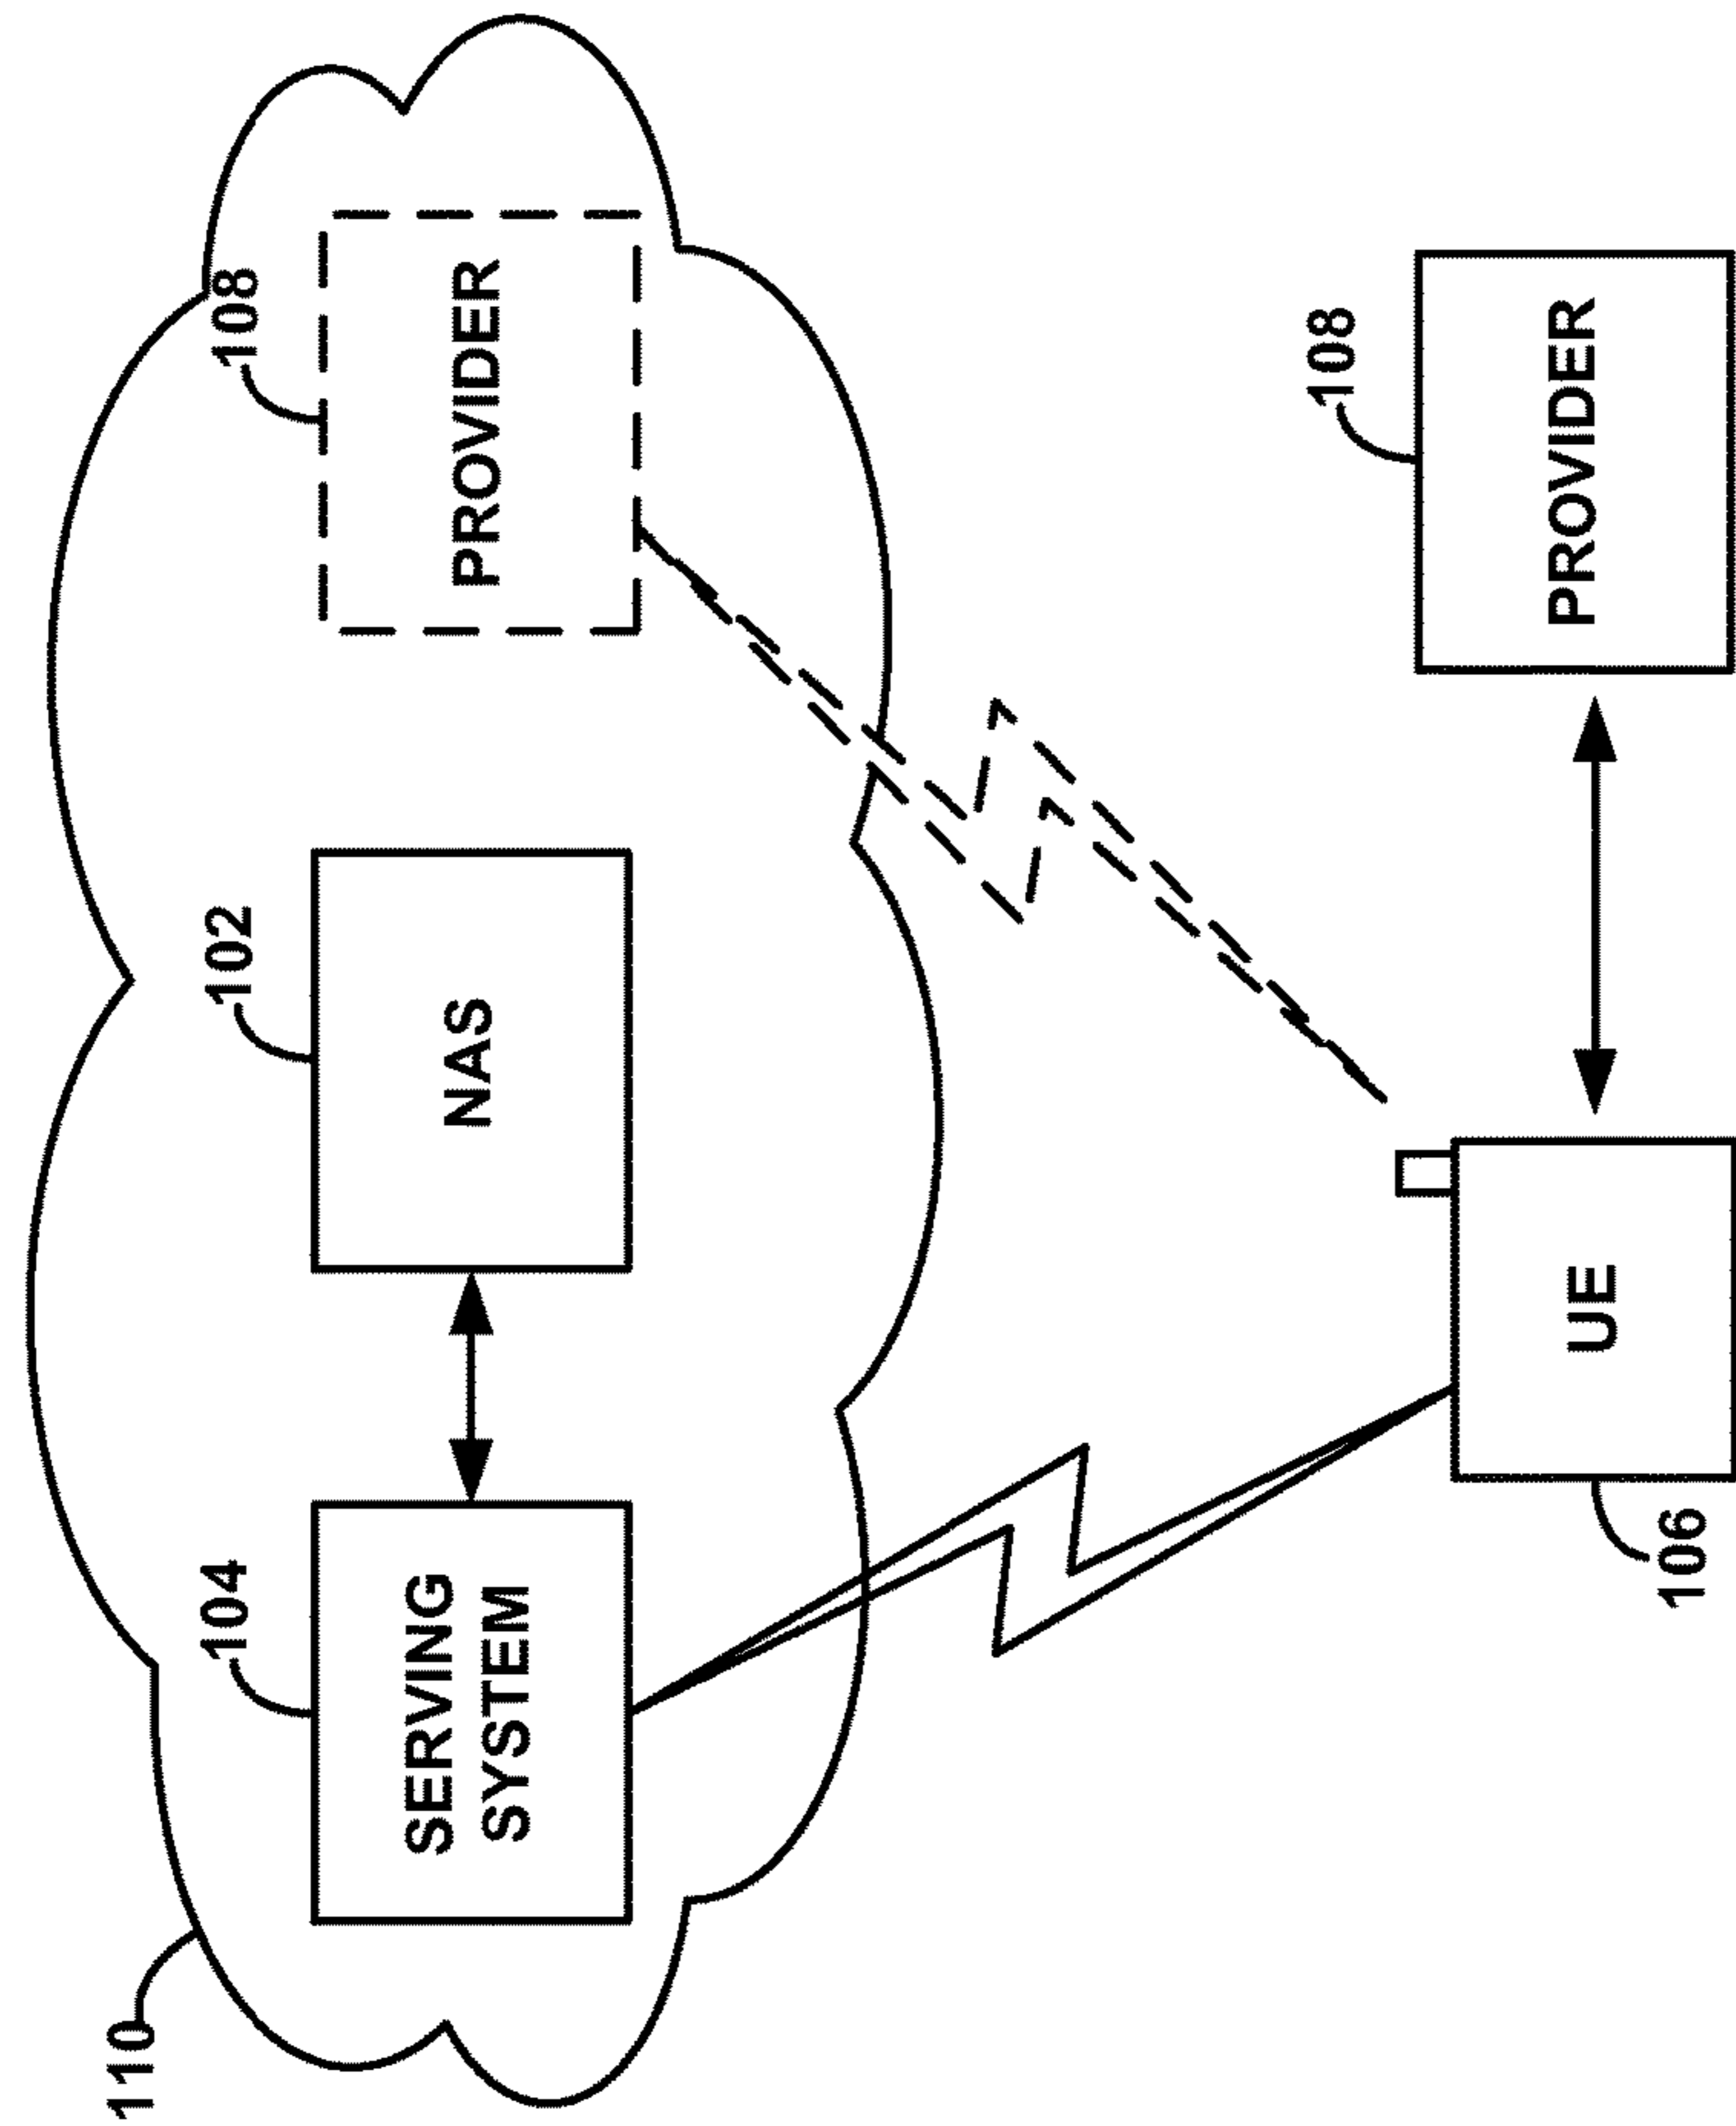 110
104
SERVING
SYSTEM
102
NAS
108
PROVIDER
106
UE
108
PROVIDER